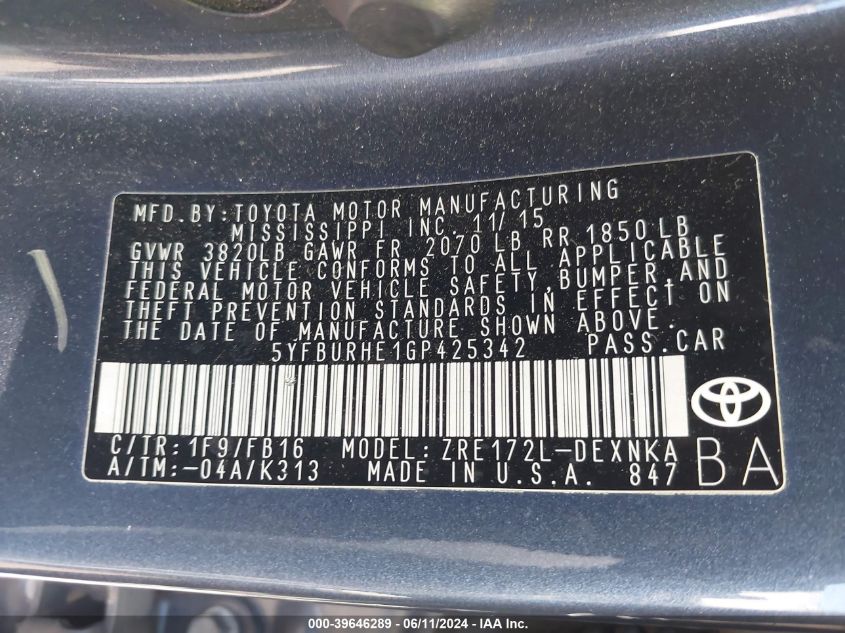 MFD.BY:TOYOTA MOTOR MANUFACTURING
MISSISSIPPI INC. 11/15
GVWR 3820LB GAWR FR 2070 LB RR 1850 LB
THIS VEHICLE CONFORMS TO ALL APPLICABLE
FEDERAL MOTOR VEHICLE SAFETY,BUMPER,AND
THEFT PREVENTION STANDARDS IN EFFECT ON
THE DATE OF MANUFACTURE SHOWN ABOVE.
5YFBURHE1GP425342 PASS.CAR
C/TR:1F9/FB16 MODEL:ZRE172L-DEXNKA
A/TM:-04A/K313 MADE IN U.S.A. 847
BA
000-39646289 - 06/11/2024 - IAA Inc.